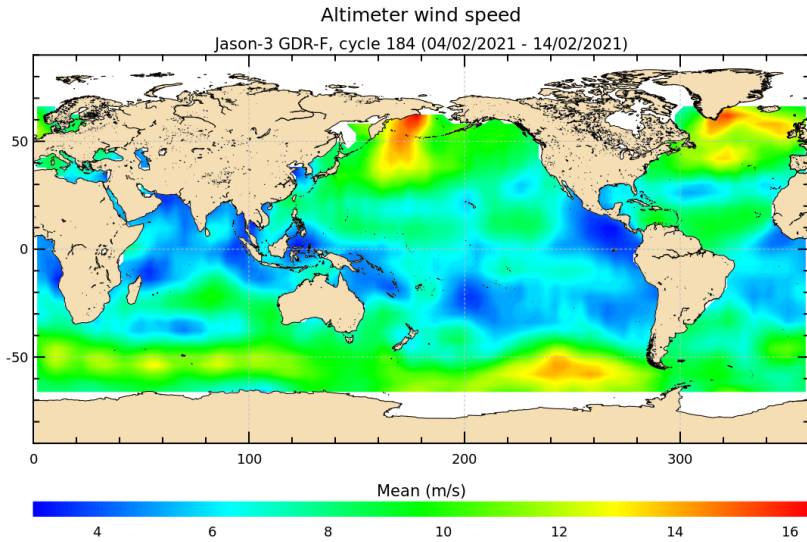 Altimeter wind speed
Jason-3 GDR-F, cycle 184 (04/02/2021 - 14/02/2021)
50
0
-50
0 100 200 300
Mean (m/s)
4 6 8 10 12 14 16